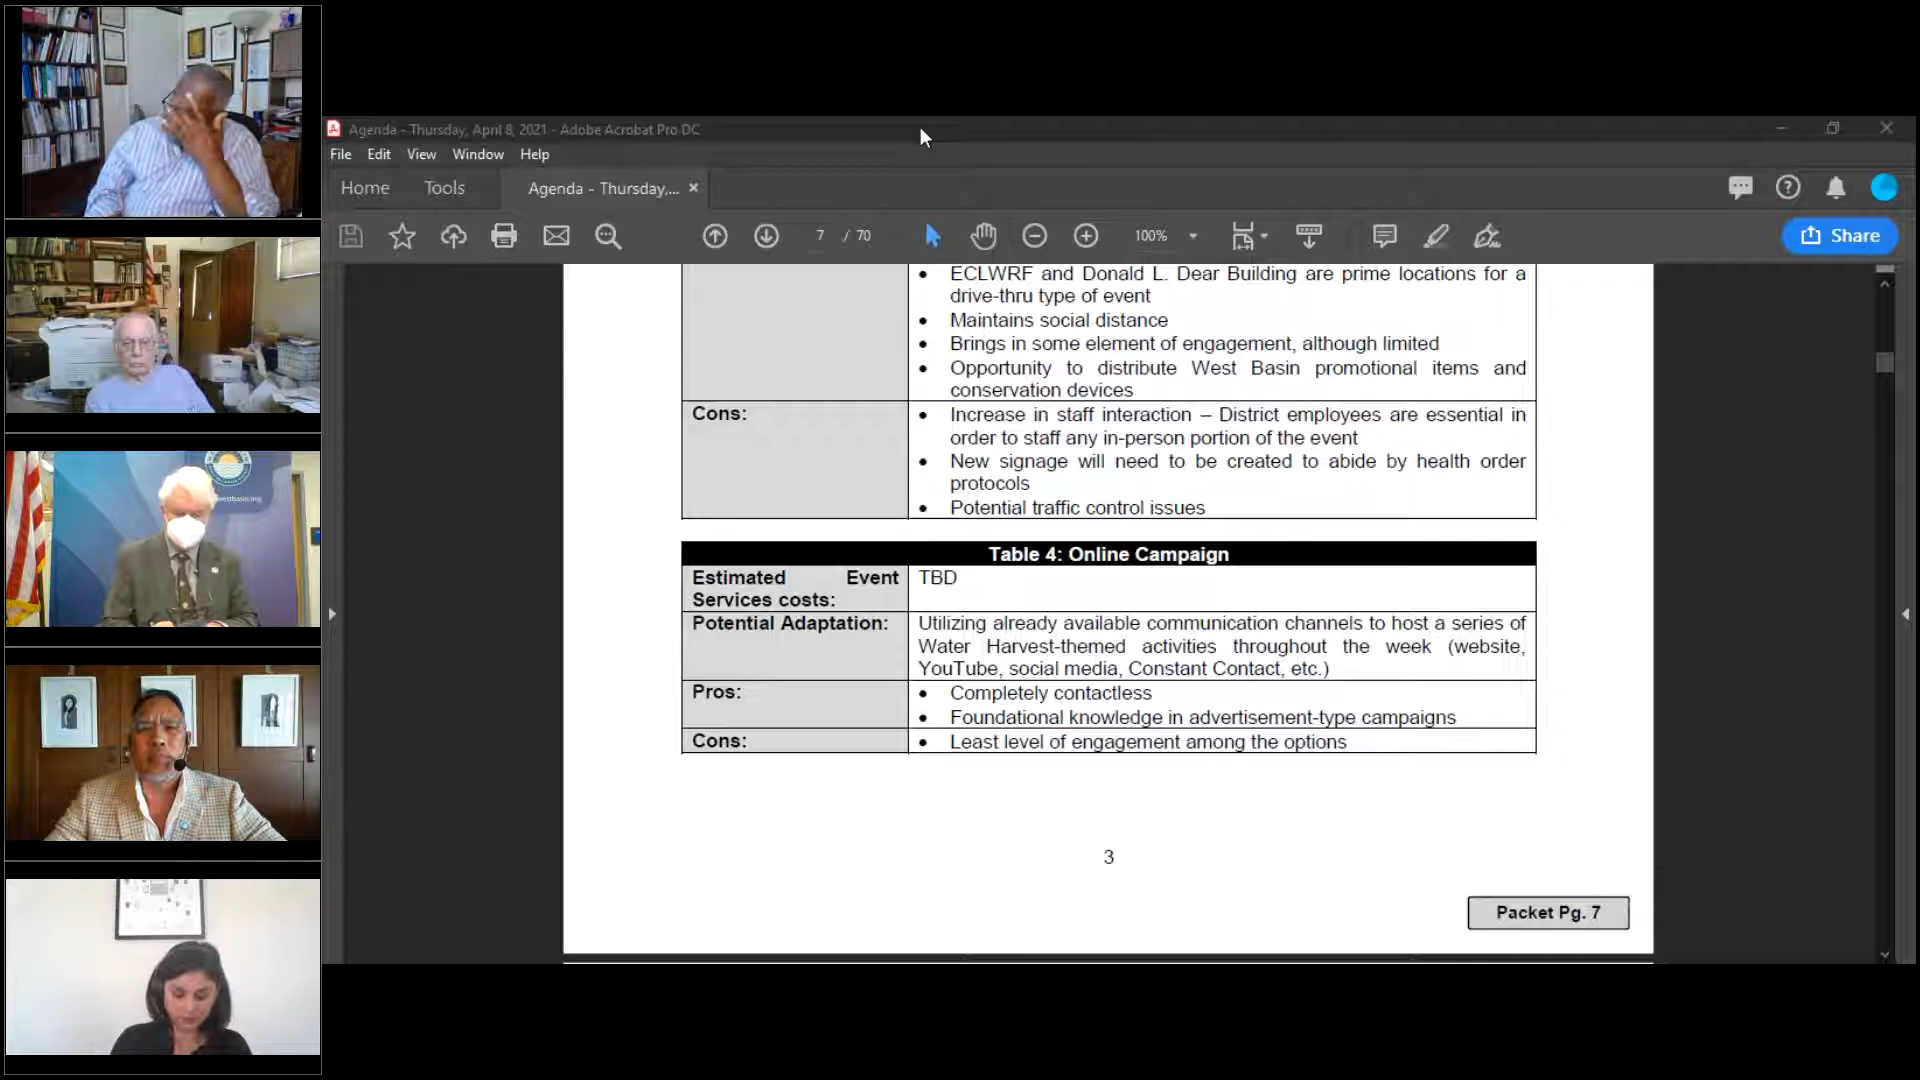 Agenda - Thursday, April 8, 2021 - Adobe Acrobat Pro DC
File Edit View Window Help
Home Tools Agenda - Thursday,... ×
7 / 70 100% Share
• ECLWRF and Donald L. Dear Building are prime locations for a
drive-thru type of event
• Maintains social distance
• Brings in some element of engagement, although limited
• Opportunity to distribute West Basin promotional items and
conservation devices
Cons: • Increase in staff interaction – District employees are essential in
order to staff any in-person portion of the event
• New signage will need to be created to abide by health order
protocols
• Potential traffic control issues
Table 4: Online Campaign
Estimated Event TBD
Services costs:
Potential Adaptation: Utilizing already available communication channels to host a series of
Water Harvest-themed activities throughout the week (website,
YouTube, social media, Constant Contact, etc.)
Pros: • Completely contactless
• Foundational knowledge in advertisement-type campaigns
Cons: • Least level of engagement among the options
3
Packet Pg. 7